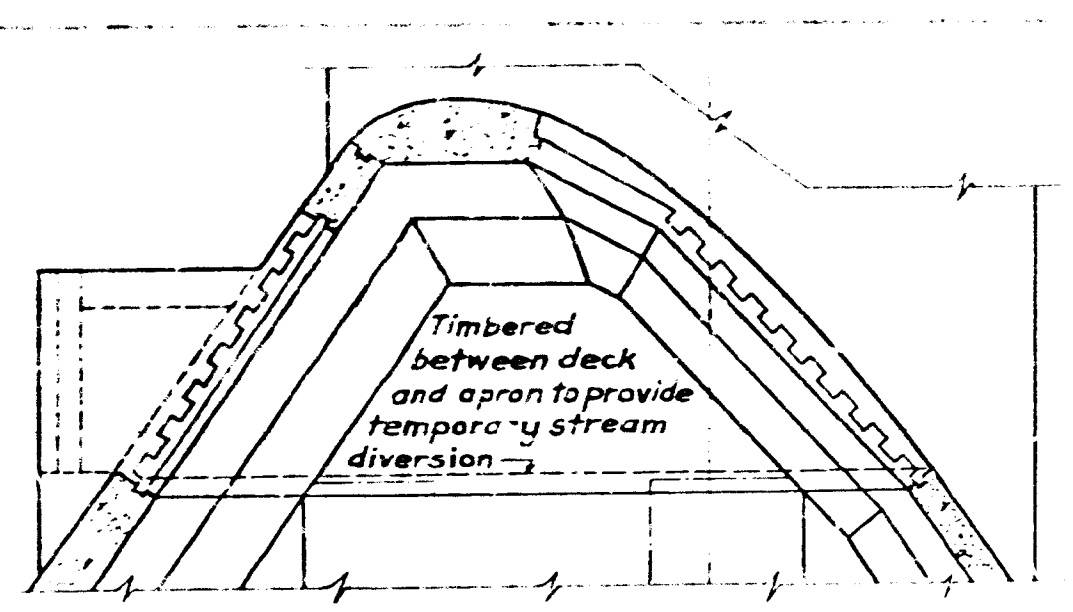 Timbered
between deck
and apron to provide
temporary stream
diversion